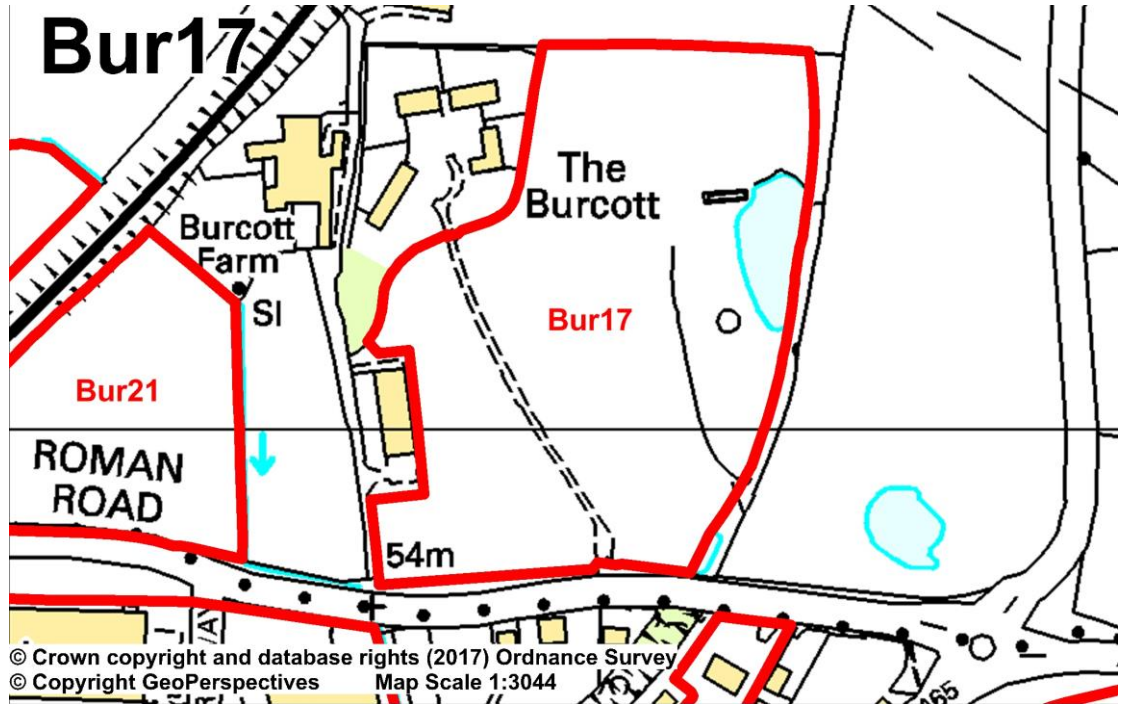 Bur17
The
Burcott
Burcott
Farm
Sl
Bur17
Bur21
ROMAN
ROAD
54m
© Crown copyright and database rights (2017) Ordnance Survey
© Copyright GeoPerspectives Map Scale 1:3044